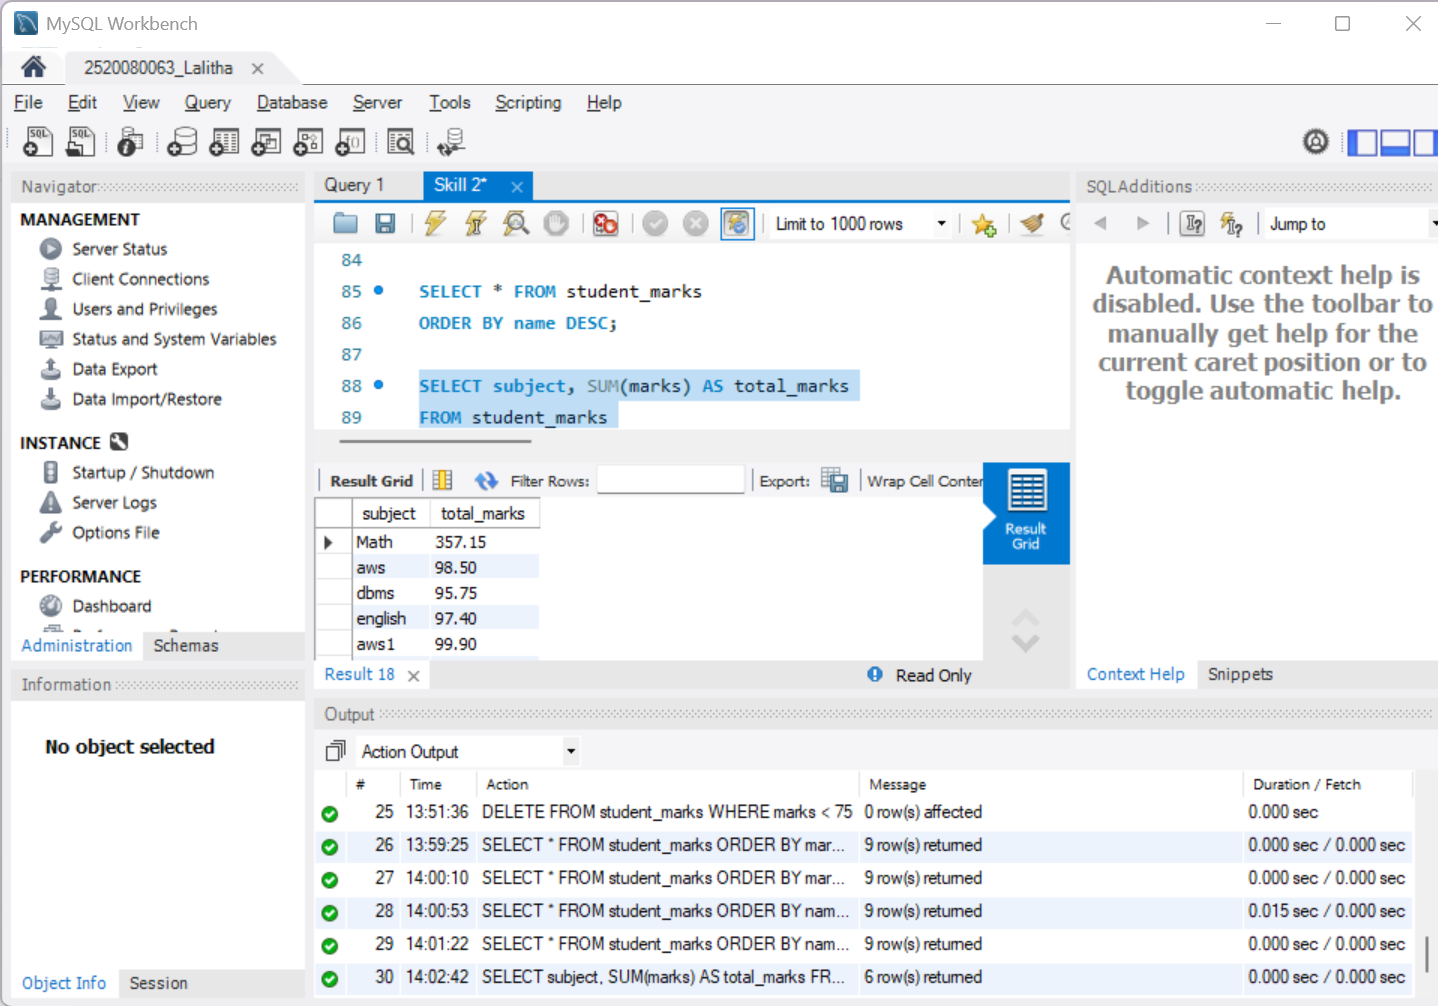 MySQL Workbench
2520080063_Lalitha
File Edit View Query Database Server Tools Scripting Help
Navigator
MANAGEMENT
Server Status
Client Connections
Users and Privileges
Status and System Variables
Data Export
Data Import/Restore
INSTANCE
Startup / Shutdown
Server Logs
Options File
PERFORMANCE
Dashboard
Administration Schemas
Information
No object selected
Object Info Session
Query 1 Skill 2*
Limit to 1000 rows
84
85 SELECT * FROM student_marks
86 ORDER BY name DESC;
87
88 SELECT subject, SUM(marks) AS total_marks
89 FROM student_marks
Result Grid Filter Rows: Export: Wrap Cell Conter
subject total_marks
Math 357.15
aws 98.50
dbms 95.75
english 97.40
aws1 99.90
Result Grid
Result 18 Read Only
SQLAdditions
Jump to
Automatic context help is
disabled. Use the toolbar to
manually get help for the
current caret position or to
toggle automatic help.
Context Help Snippets
Output
Action Output
# Time Action Message Duration / Fetch
25 13:51:36 DELETE FROM student_marks WHERE marks < 75 0 row(s) affected 0.000 sec
26 13:59:25 SELECT * FROM student_marks ORDER BY mar... 9 row(s) returned 0.000 sec / 0.000 sec
27 14:00:10 SELECT * FROM student_marks ORDER BY mar... 9 row(s) returned 0.000 sec / 0.000 sec
28 14:00:53 SELECT * FROM student_marks ORDER BY nam... 9 row(s) returned 0.015 sec / 0.000 sec
29 14:01:22 SELECT * FROM student_marks ORDER BY nam... 9 row(s) returned 0.000 sec / 0.000 sec
30 14:02:42 SELECT subject, SUM(marks) AS total_marks FR... 6 row(s) returned 0.000 sec / 0.000 sec